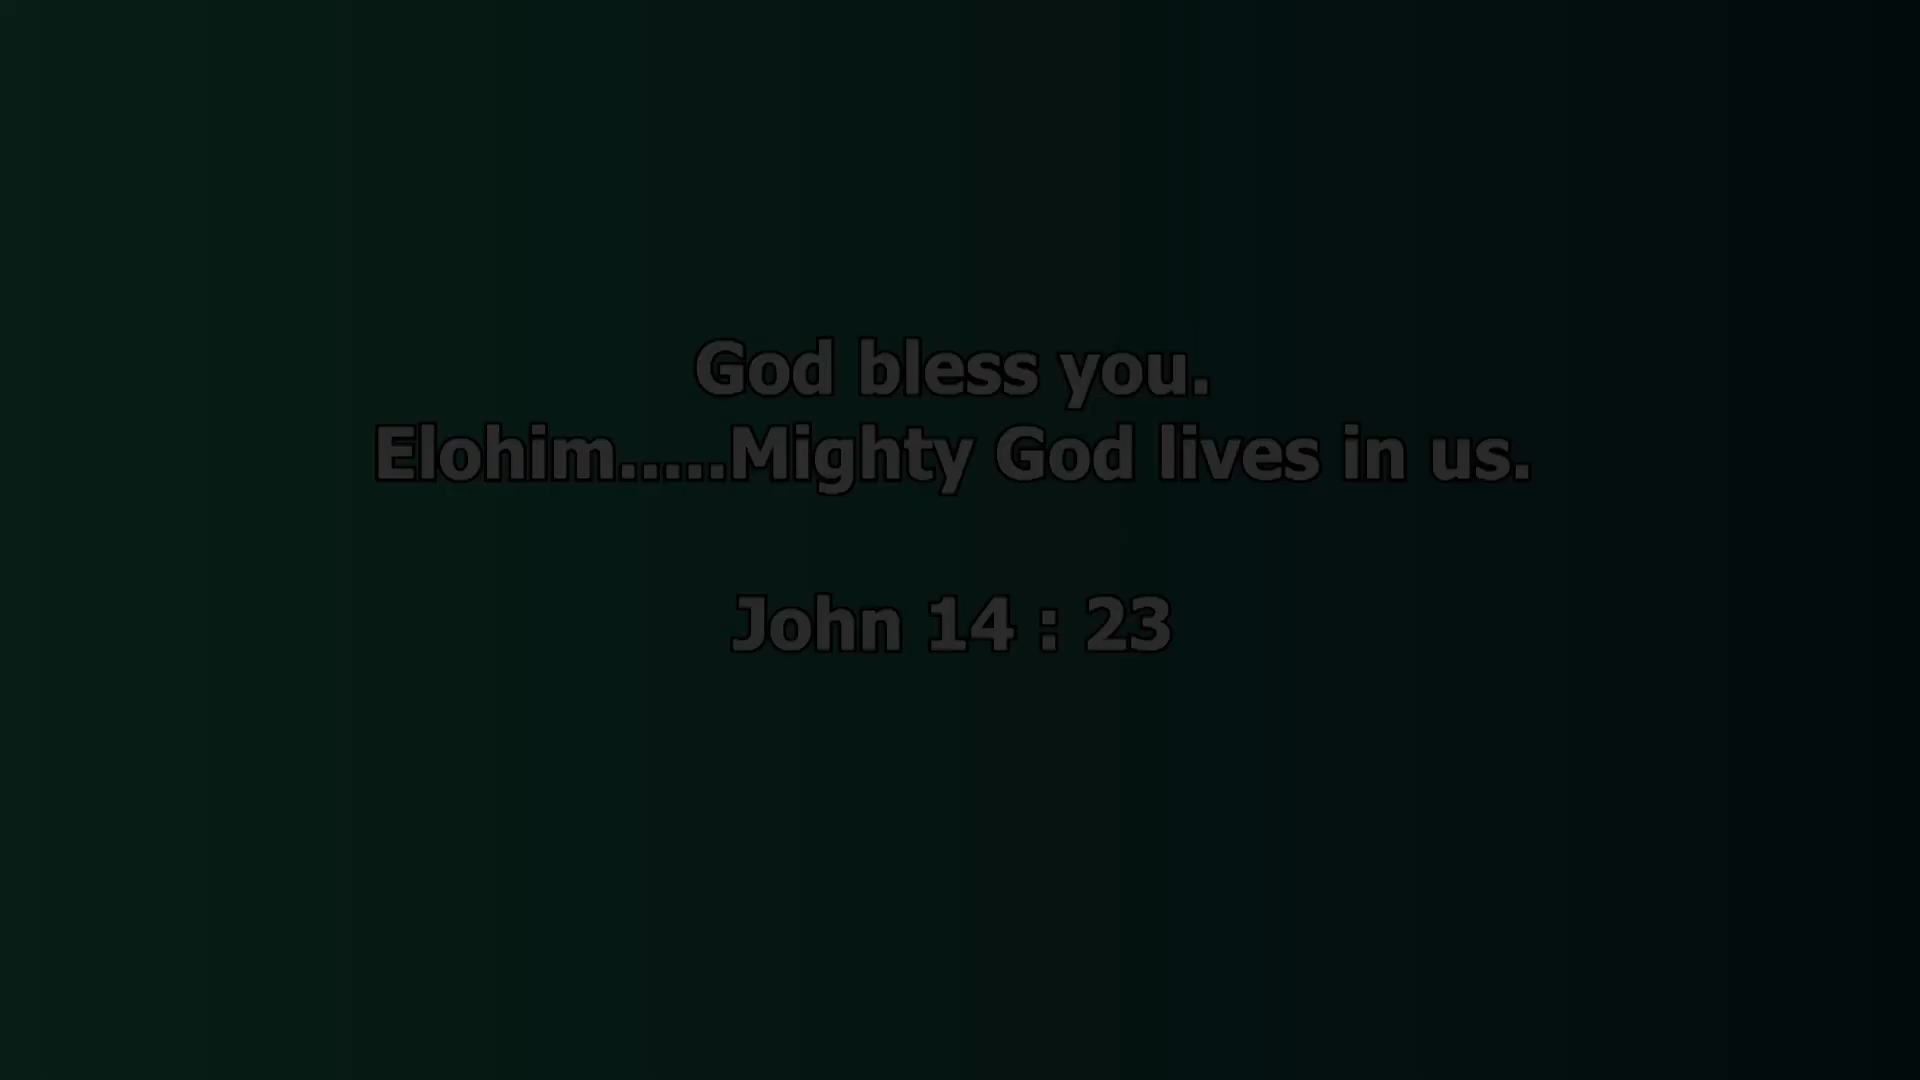 God bless you.
Elohim.....Mighty God lives in us.
John 14 : 23